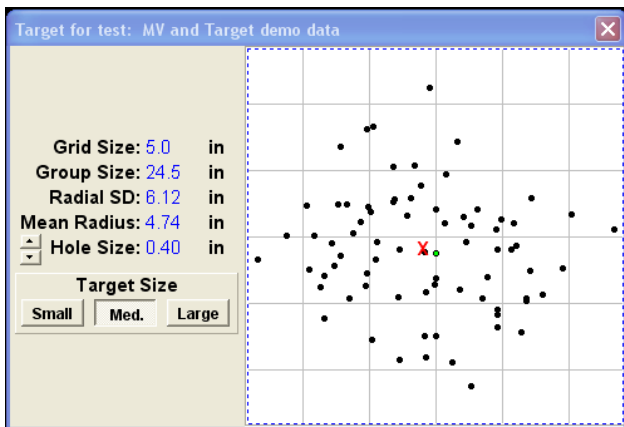 Target for test: MV and Target demo data
Grid Size: 5.0 in
Group Size: 24.5 in
Radial SD: 6.12 in
Mean Radius: 4.74 in
Hole Size: 0.40 in
Target Size
Small Med. Large
X